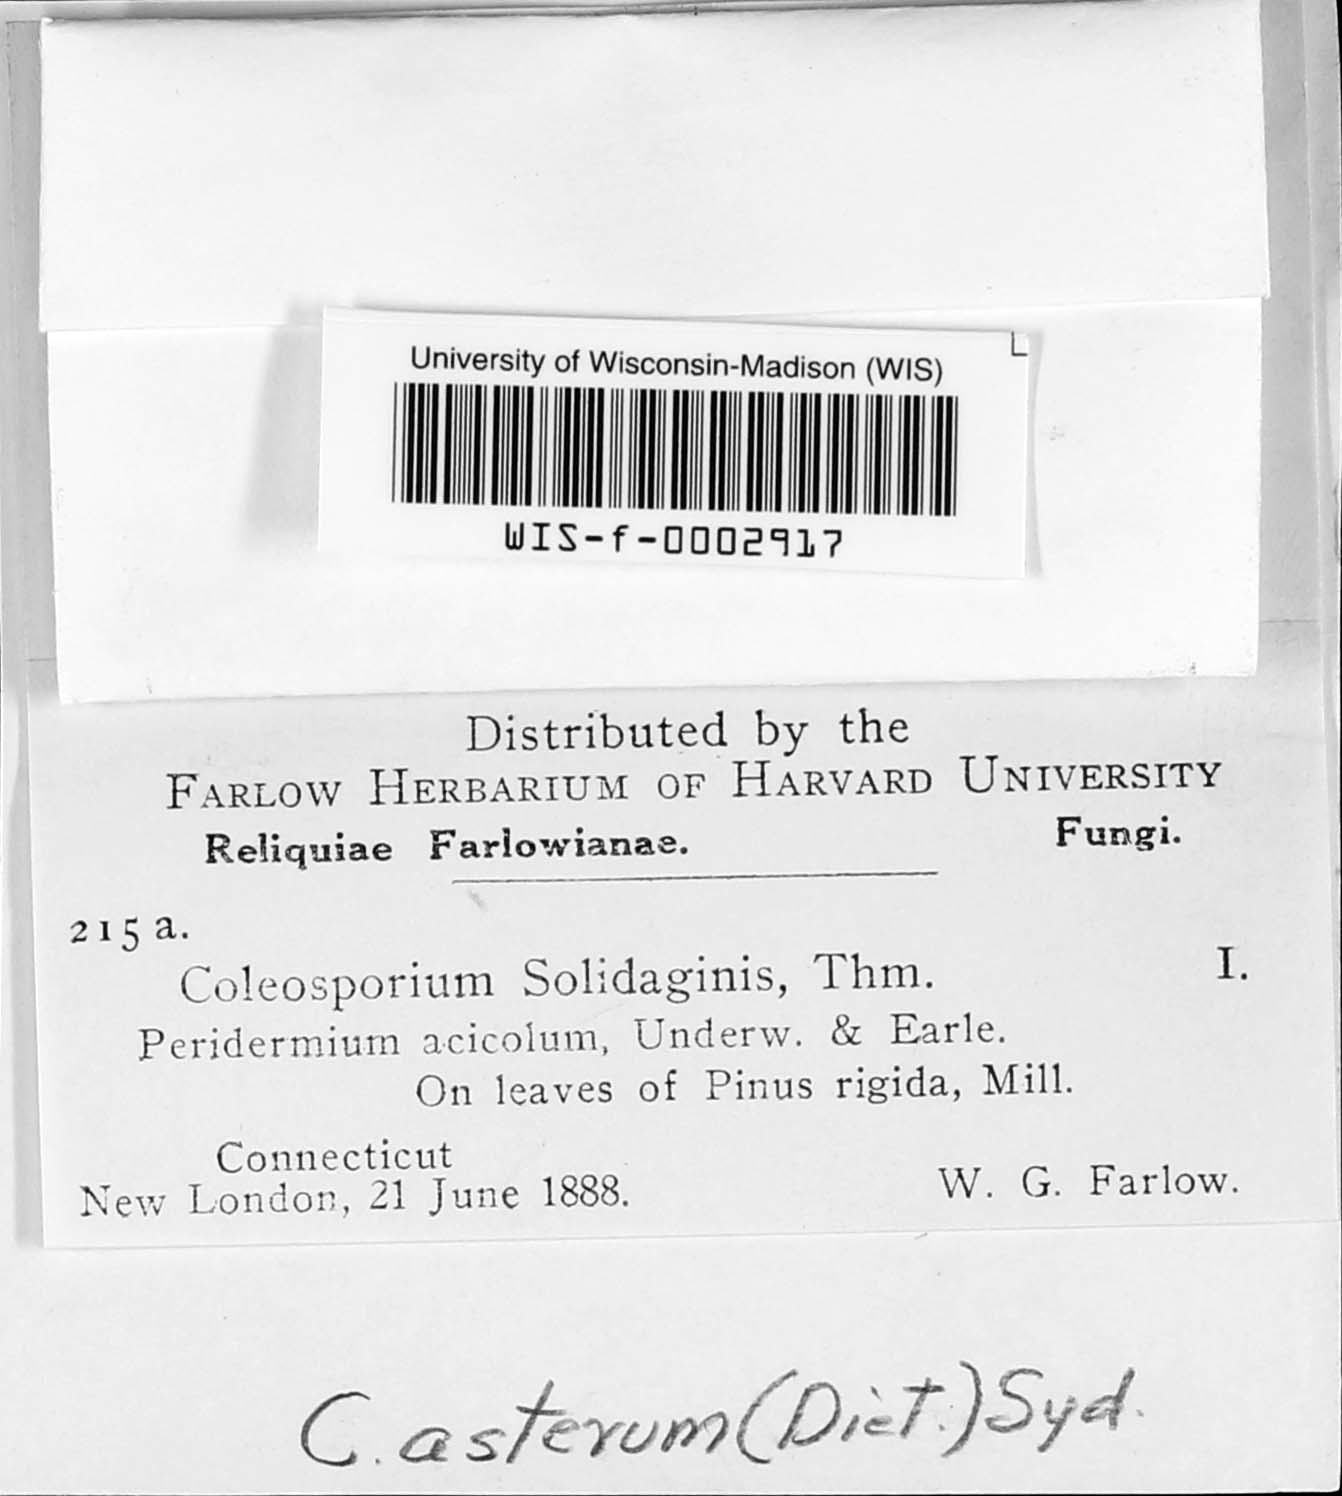 University of Wisconsin-Madison (WIS)
WIS-f-0002917
Distributed by the
FARLOW HERBARIUM OF HARVARD UNIVERSITY
Reliquiae Farlowianae. Fungi.
215 a.
Coleosporium Solidaginis, Thm. I.
Peridermium acicolum, Underw. & Earle.
On leaves of Pinus rigida, Mill.
Connecticut
New London, 21 June 1888. W. G. Farlow.
C. asterum (Diet.) Syd.